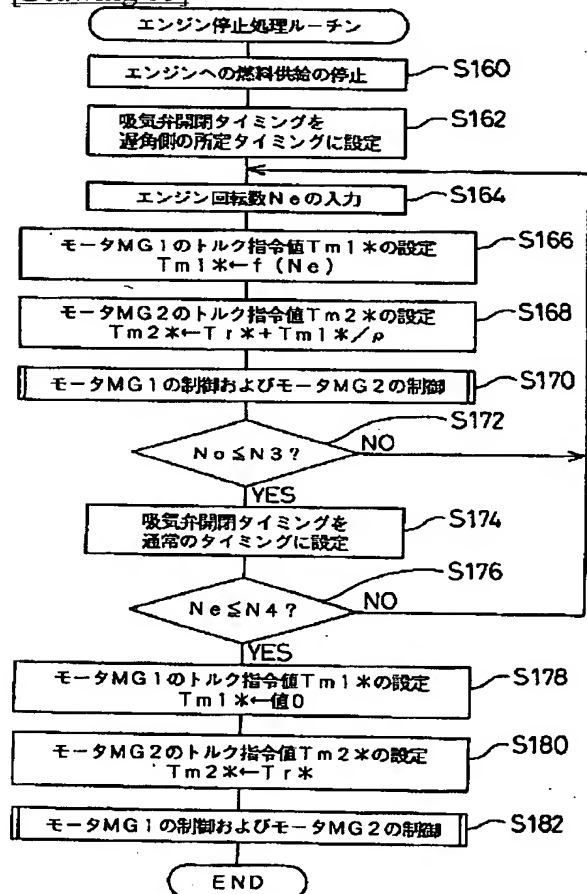 エンジン停止処理ルーチン
エンジンへの燃料供給の停止
S160
吸気弁開閉タイミングを
遅角側の所定タイミングに設定
S162
エンジン回転数Neの入力
S164
モータMG1のトルク指令値Tm1*の設定
Tm1*←f(Ne)
S166
モータMG2のトルク指令値Tm2*の設定
Tm2*←Tr*+Tm1*/ρ
S168
モータMG1の制御およびモータMG2の制御
S170
S172
No≦N3?
NO
YES
吸気弁開閉タイミングを
通常のタイミングに設定
S174
S176
Ne≦N4?
NO
YES
モータMG1のトルク指令値Tm1*の設定
Tm1*←値0
S178
モータMG2のトルク指令値Tm2*の設定
Tm2*←Tr*
S180
モータMG1の制御およびモータMG2の制御
S182
END